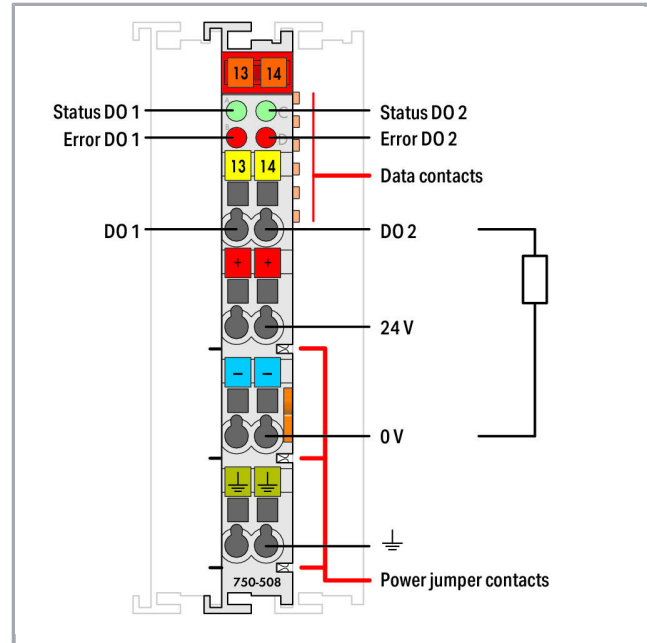 13 14
Status DO 1
C
Status DO 2
Error DO 1
D
Error DO 2
13 14
Data contacts
DO 1
DO 2
+ +
24 V
− −
0 V
750-508
Power jumper contacts